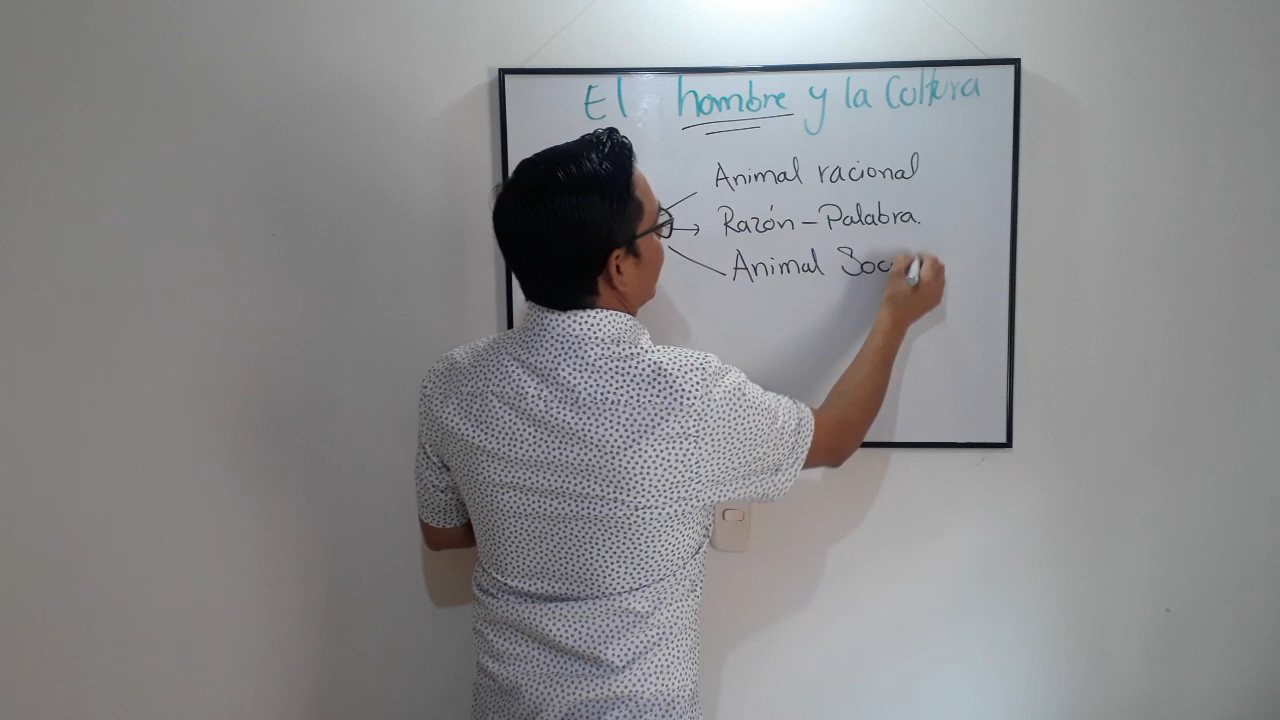 El hombre y la Cultura
Animal racional
Razón - Palabra.
Animal Soc